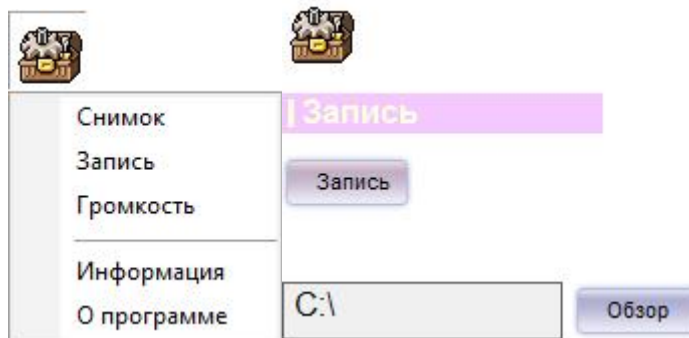 Снимок
Запись
Громкость
Информация
О программе
| Запись
Запись
C:\
Обзор